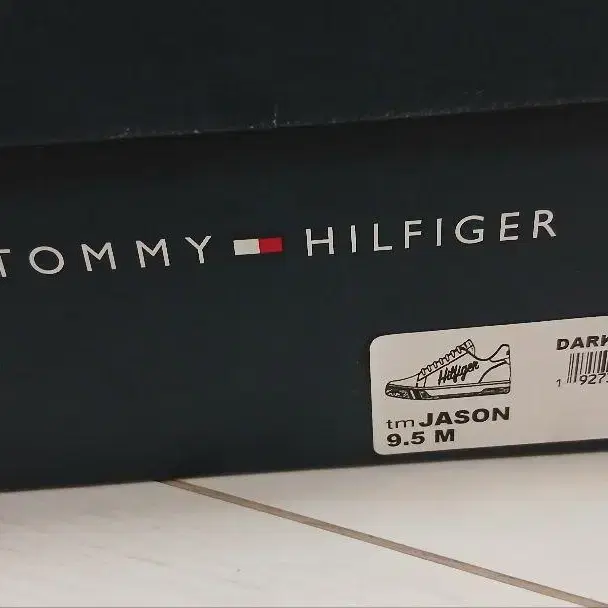 TOMMY HILFIGER
Hilfiger
DARK
tm JASON
9.5 M